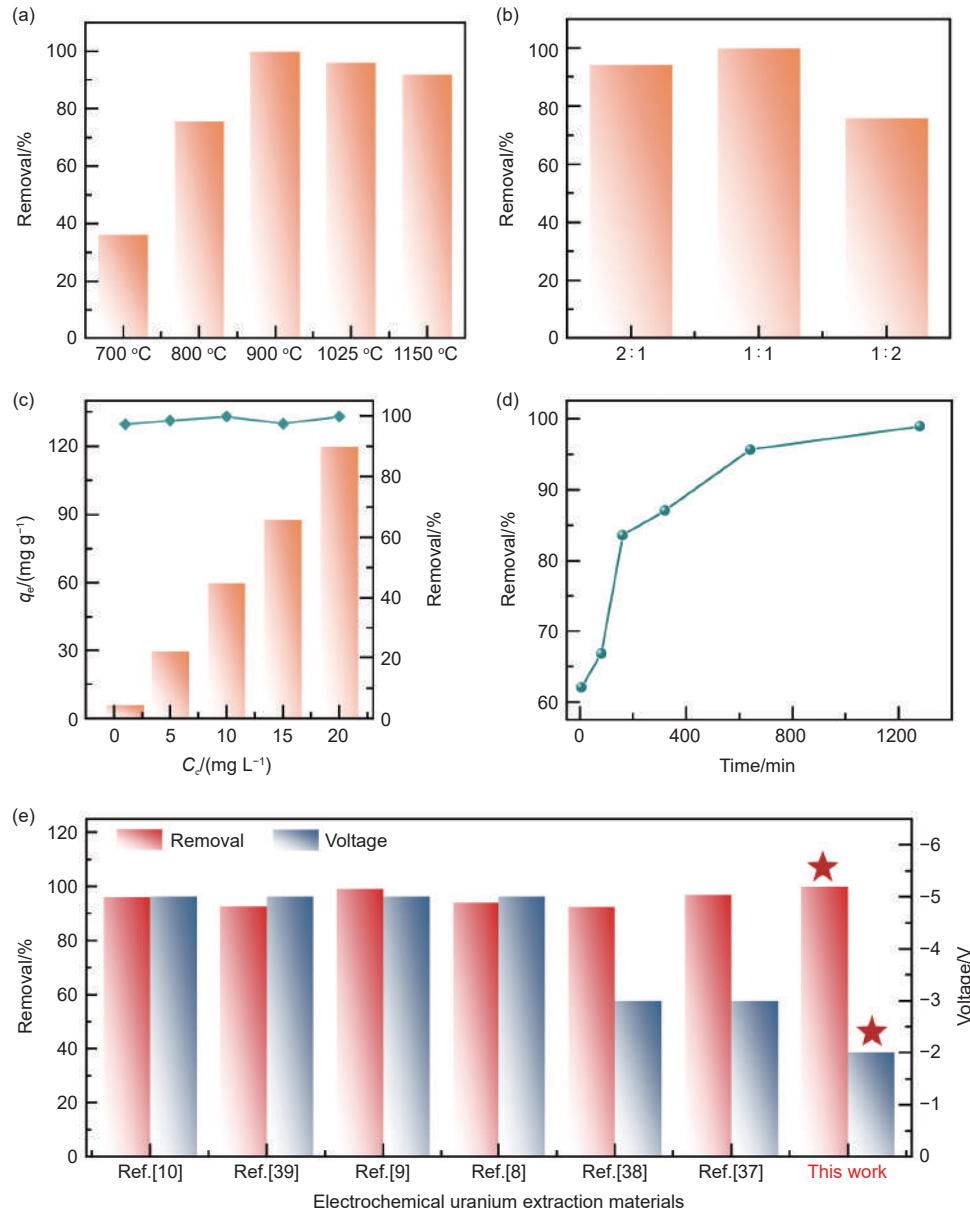 (a)
100
80
60
40
20
0
Removal/%
700 °C 800 °C 900 °C 1025 °C 1150 °C
(b)
100
80
60
40
20
0
Removal/%
2∶1 1∶1 1∶2
(c)
120
90
60
30
0
qe/(mg g−1)
100
80
60
40
20
0
Removal/%
0 5 10 15 20
Ce/(mg L−1)
(d)
100
90
80
70
60
Removal/%
0 400 800 1200
Time/min
(e)
Removal Voltage
120
100
80
60
40
20
0
Removal/%
−6
−5
−4
−3
−2
−1
0
Voltage/V
Ref.[10] Ref.[39] Ref.[9] Ref.[8] Ref.[38] Ref.[37] This work
Electrochemical uranium extraction materials